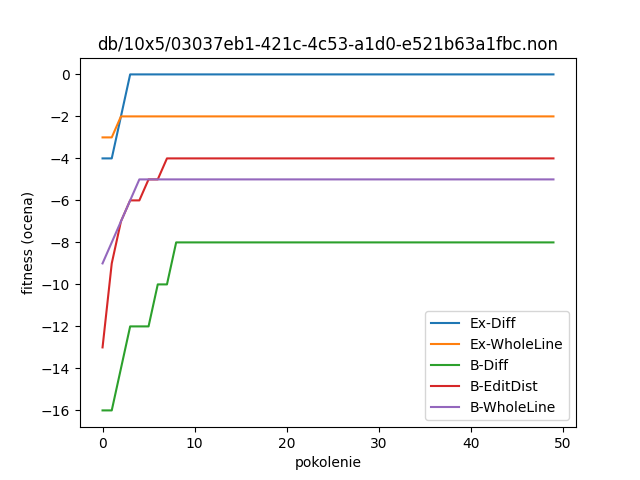 db/10x5/03037eb1-421c-4c53-a1d0-e521b63a1fbc.non
0
−2
−4
−6
−8
−10
−12
−14
−16
fitness (ocena)
Ex-Diff
Ex-WholeLine
B-Diff
B-EditDist
B-WholeLine
0
10
20
30
40
50
pokolenie